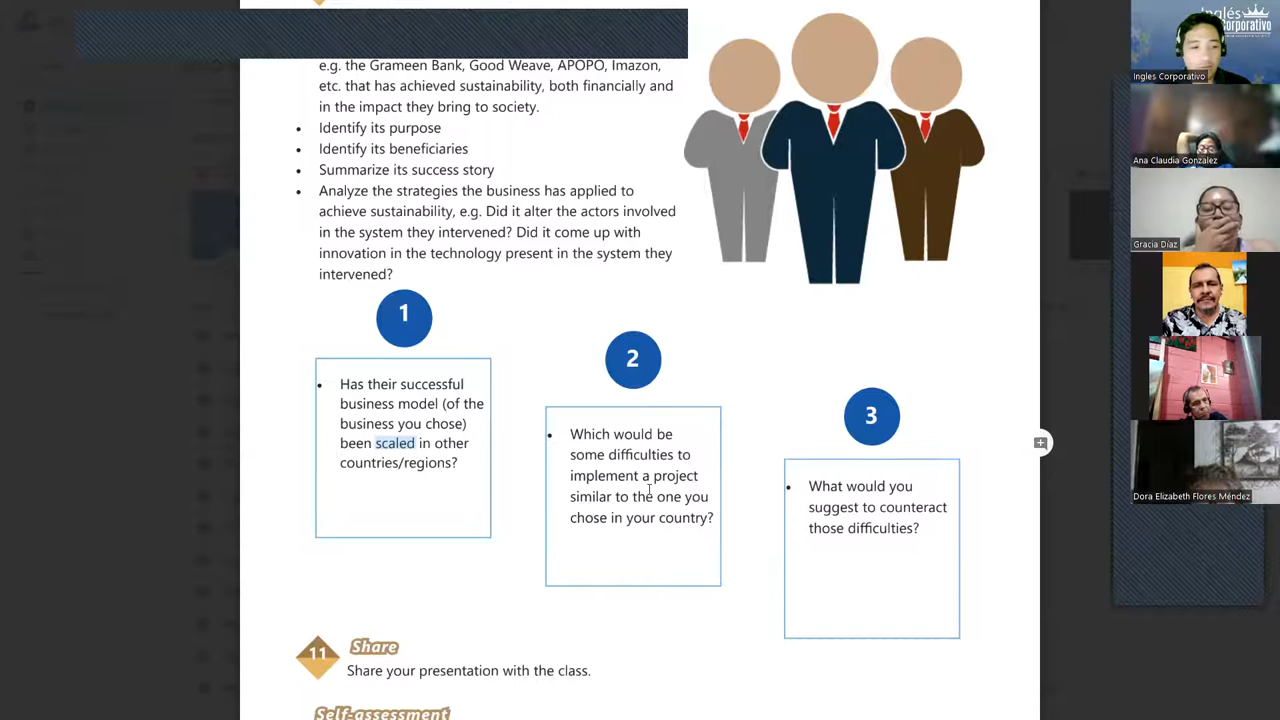 e.g. the Grameen Bank, Good Weave, APOPO, Imazon,
etc. that has achieved sustainability, both financially and
in the impact they bring to society.
• Identify its purpose
• Identify its beneficiaries
• Summarize its success story
• Analyze the strategies the business has applied to
achieve sustainability, e.g. Did it alter the actors involved
in the system they intervened? Did it come up with
innovation in the technology present in the system they
intervened?
1
• Has their successful
business model (of the
business you chose)
been scaled in other
countries/regions?
2
• Which would be
some difficulties to
implement a project
similar to the one you
chose in your country?
3
• What would you
suggest to counteract
those difficulties?
11
Share
Share your presentation with the class.
Self-assessment
Inglés
Corporativo
Ingles Corporativo
Ana Claudia Gonzalez
Gracia Díaz
Dora Elizabeth Flores Méndez